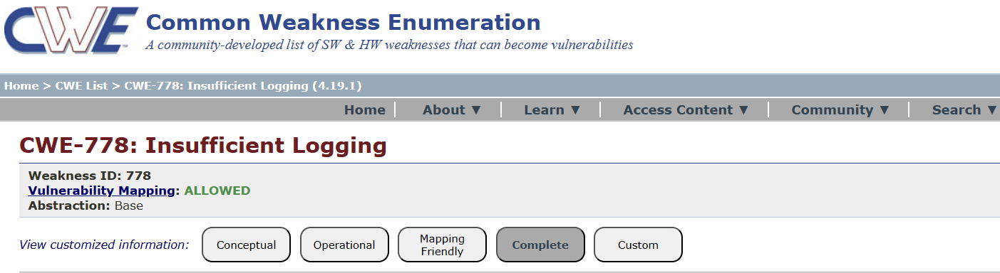 CWE™
Common Weakness Enumeration
A community-developed list of SW & HW weaknesses that can become vulnerabilities
Home > CWE List > CWE-778: Insufficient Logging (4.19.1)
Home About ▼ Learn ▼ Access Content ▼ Community ▼ Search ▼
CWE-778: Insufficient Logging
Weakness ID: 778
Vulnerability Mapping: ALLOWED
Abstraction: Base
View customized information: Conceptual Operational Mapping Friendly Complete Custom